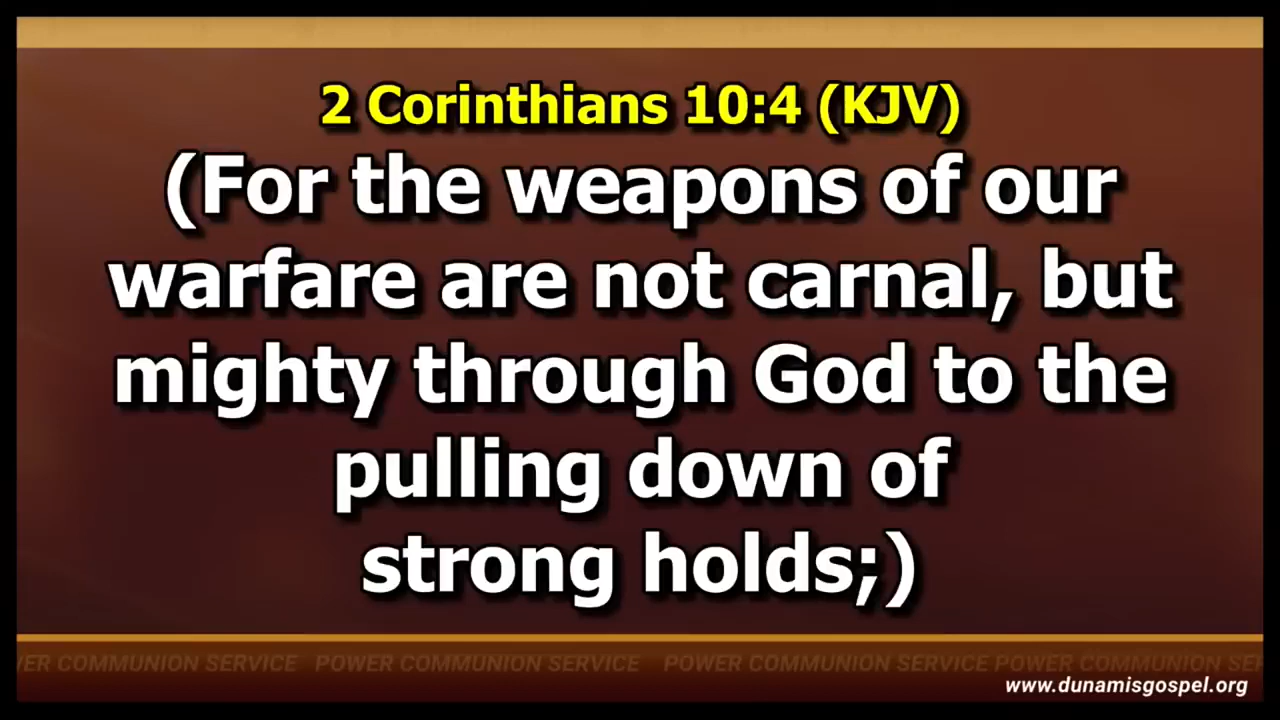 2 Corinthians 10:4 (KJV)
(For the weapons of our
warfare are not carnal, but
mighty through God to the
pulling down of
strong holds;)
ER COMMUNION SERVICE POWER COMMUNION SERVICE POWER COMMUNION SERVICE POWER COMMUNION SER
www.dunamisgospel.org